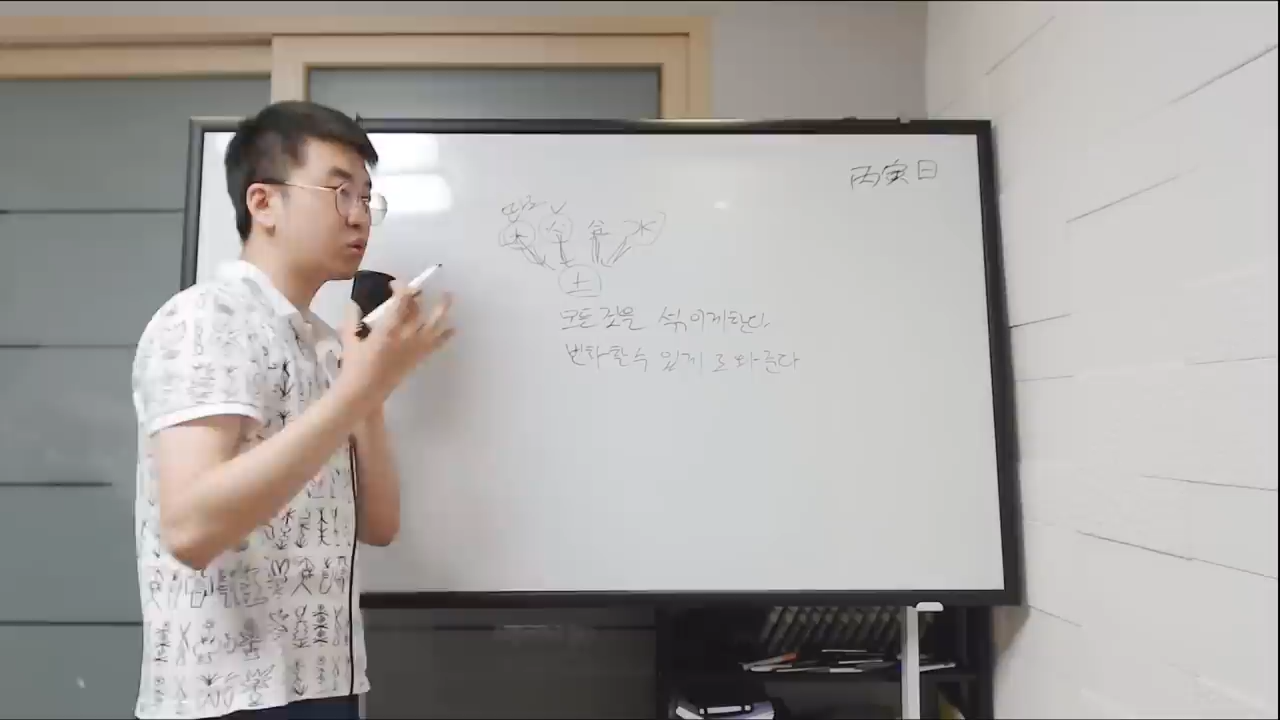 丙寅日
木 金 水
土
모든것을 섞이게한다
변화할수 있게 도와준다